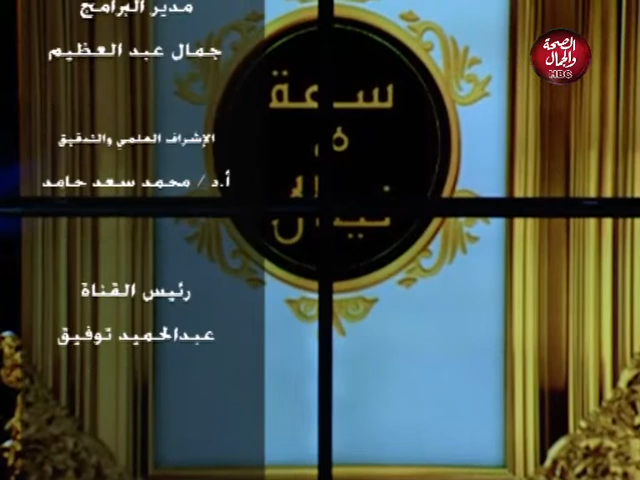 مدير البرامج
جمال عبد العظيم
الإشراف العلمي والتدقيق
أ.د / محمد سعد حامد
رئيس القناة
عبدالحميد توفيق
الصحة
والجمال
HBC